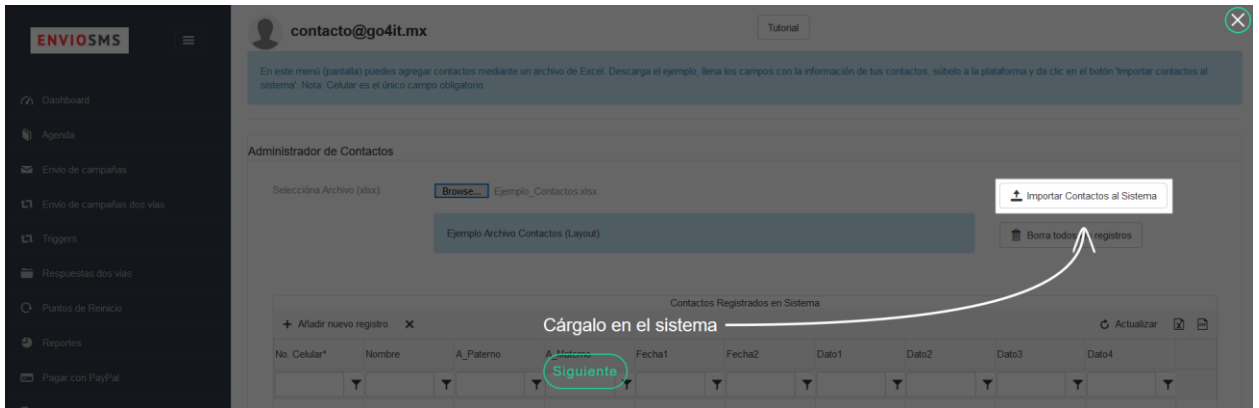 ENVIOSMS
contacto@go4it.mx
Tutorial
En este menú (pantalla) puedes agregar contactos mediante un archivo de Excel. Descarga el ejemplo, llena los campos con la información de tus contactos, súbelo a la plataforma y da clic en el botón 'Importar contactos al
sistema'. Nota: Celular es el único campo obligatorio.
Dashboard
Agenda
Envío de campañas
Envío de campañas dos vías
Triggers
Respuestas dos vías
Puntos de Reinicio
Reportes
Pagar con PayPal
Administrador de Contactos
Seleccióna Archivo (xlsx):
Browse... Ejemplo_Contactos.xlsx
Importar Contactos al Sistema
Ejemplo Archivo Contactos (Layout)
Borra todos registros
Contactos Registrados en Sistema
+ Añadir nuevo registro
Cárgalo en el sistema
Actualizar
No. Celular* Nombre A_Paterno A_Materno Fecha1 Fecha2 Dato1 Dato2 Dato3 Dato4
Siguiente